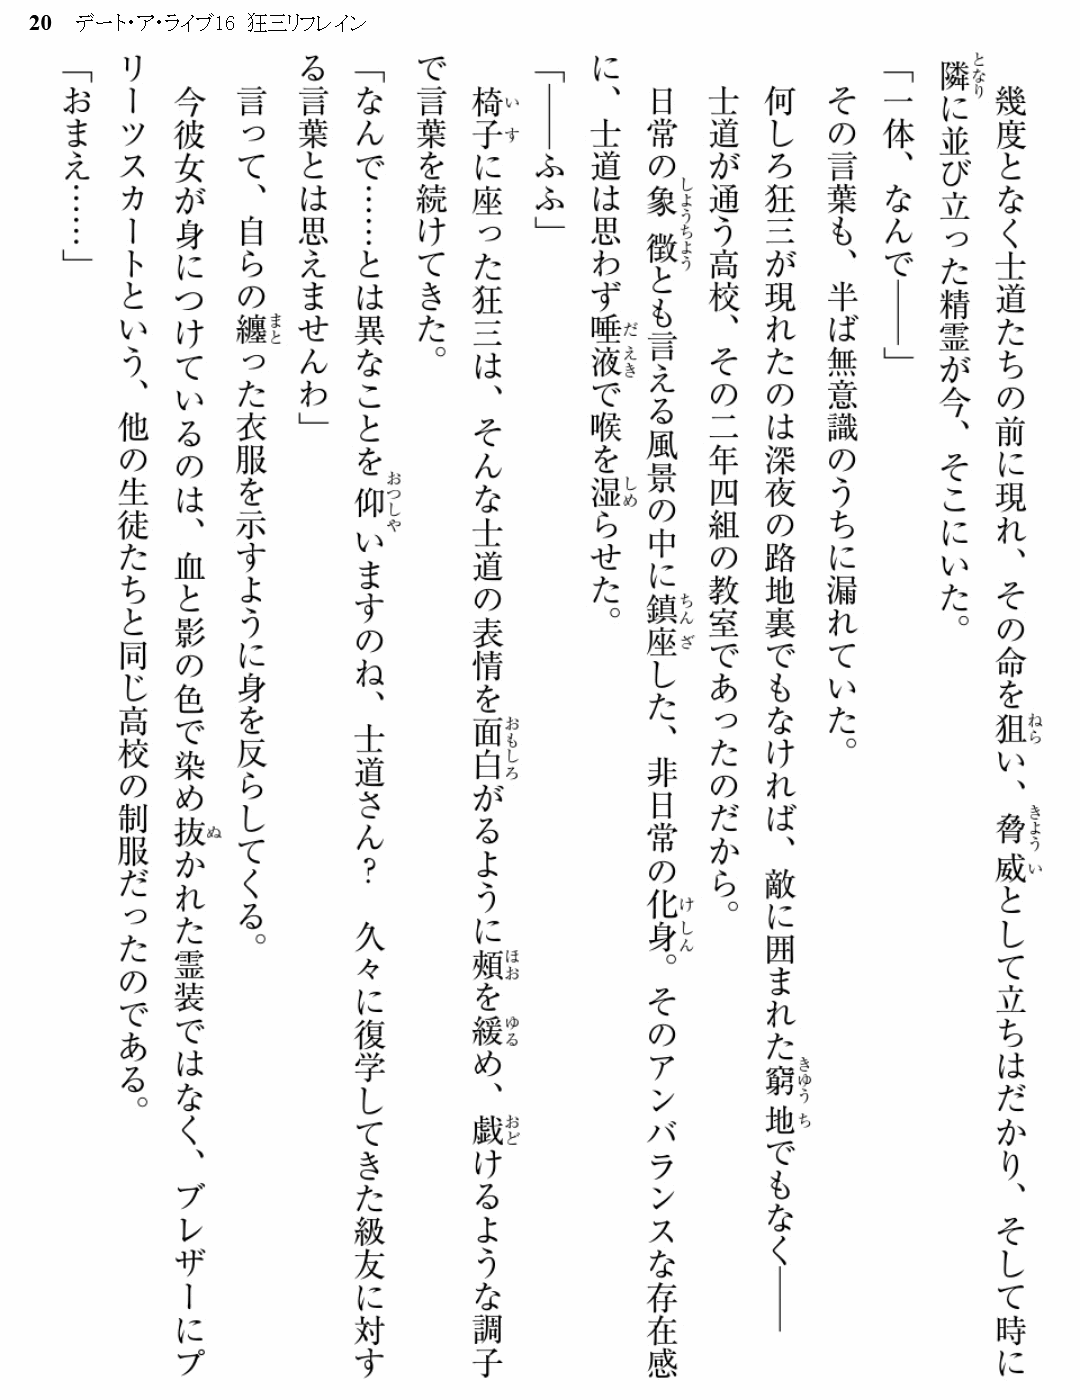 20 デート・ア・ライブ16 狂三リフレイン
幾度となく士道たちの前に現れ、その命を狙い、脅威として立ちはだかり、そして時に
隣に並び立った精霊が今、そこにいた。
「一体、なんで――」
その言葉も、半ば無意識のうちに漏れていた。
何しろ狂三が現れたのは深夜の路地裏でもなければ、敵に囲まれた窮地でもなく――
士道が通う高校、その二年四組の教室であったのだから。
日常の象徴とも言える風景の中に鎮座した、非日常の化身。そのアンバランスな存在感
に、士道は思わず唾液で喉を湿らせた。
「――ふふ」
椅子に座った狂三は、そんな士道の表情を面白がるように頰を緩め、戯けるような調子
で言葉を続けてきた。
「なんで……とは異なことを仰いますのね、士道さん？ 久々に復学してきた級友に対す
る言葉とは思えませんわ」
言って、自らの纏った衣服を示すように身を反らしてくる。
今彼女が身につけているのは、血と影の色で染め抜かれた霊装ではなく、ブレザーにプ
リーツスカートという、他の生徒たちと同じ高校の制服だったのである。
「おまえ……」